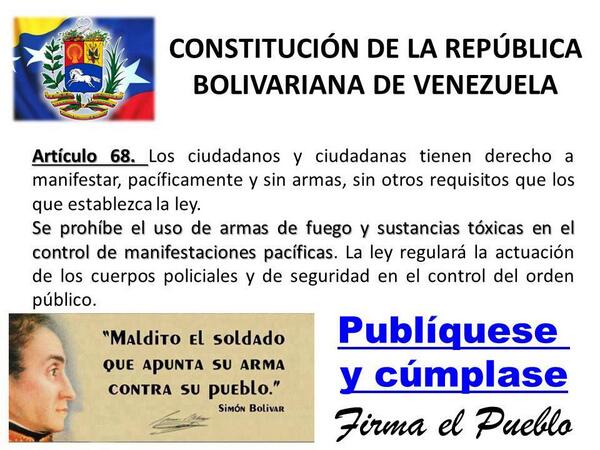 CONSTITUCIÓN DE LA REPÚBLICA
BOLIVARIANA DE VENEZUELA
Artículo 68. Los ciudadanos y ciudadanas tienen derecho a
manifestar, pacíficamente y sin armas, sin otros requisitos que los
que establezca la ley.
Se prohíbe el uso de armas de fuego y sustancias tóxicas en el
control de manifestaciones pacíficas. La ley regulará la actuación
de los cuerpos policiales y de seguridad en el control del orden
público.
"Maldito el soldado
que apunta su arma
contra su pueblo."
Simón Bolivar
Publíquese
y cúmplase
Firma el Pueblo